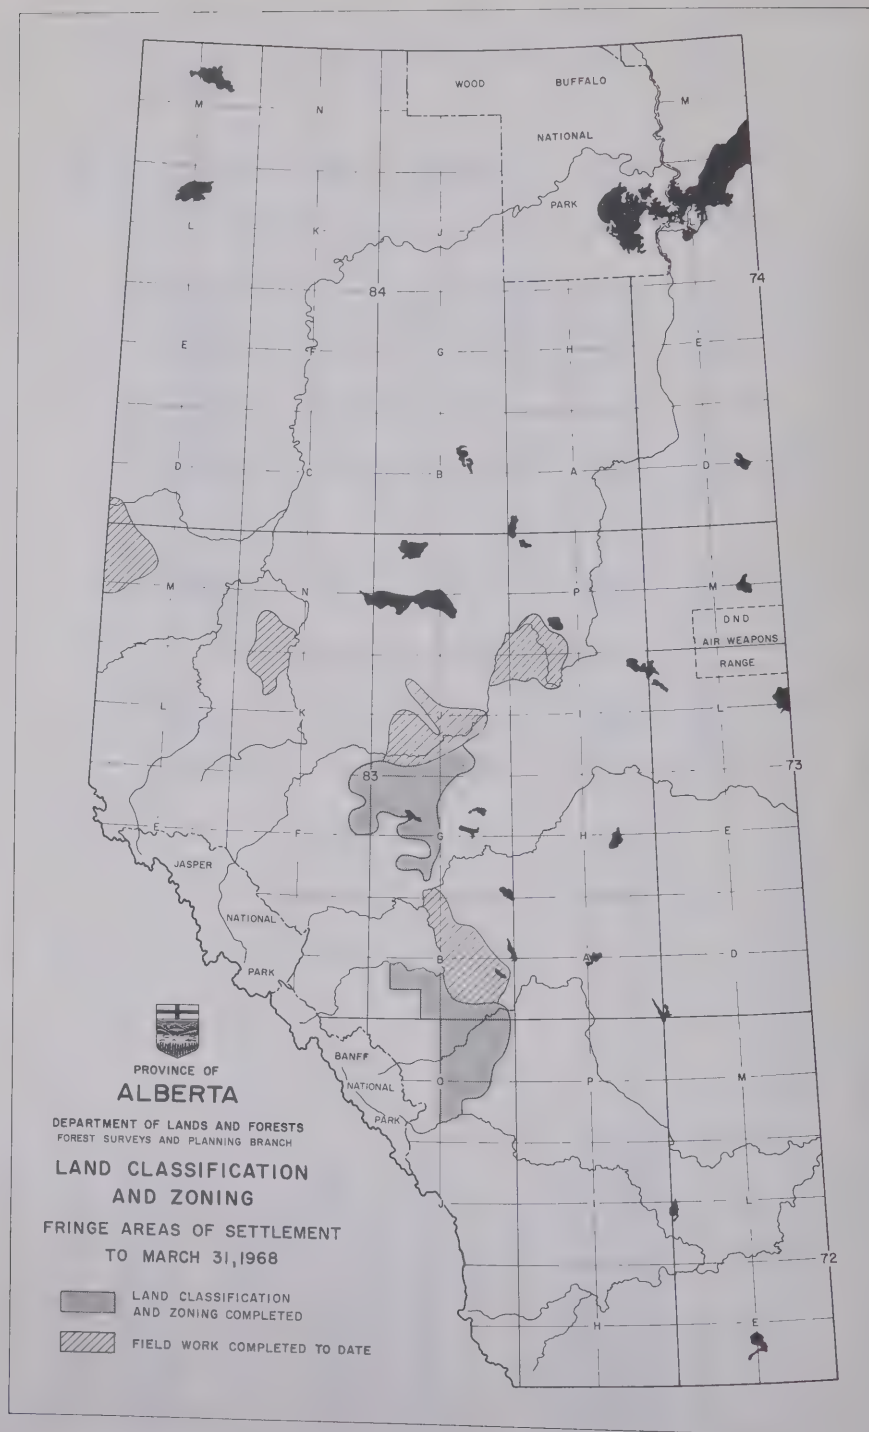 WOOD BUFFALO
M
N
M
NATIONAL
PARK
L
K
J
84
74
E
F
G
H
E
D
C
B
A
D
M
N
P
M
DND
AIR WEAPONS
RANGE
L
K
J
I
L
83
73
E
F
G
H
E
JASPER
NATIONAL
PARK
B
A
D
BANFF
NATIONAL
PARK
O
P
M
I
L
72
H
E
PROVINCE OF
ALBERTA
DEPARTMENT OF LANDS AND FORESTS
FOREST SURVEYS AND PLANNING BRANCH
LAND CLASSIFICATION
AND ZONING
FRINGE AREAS OF SETTLEMENT
TO MARCH 31, 1968
LAND CLASSIFICATION
AND ZONING COMPLETED
FIELD WORK COMPLETED TO DATE